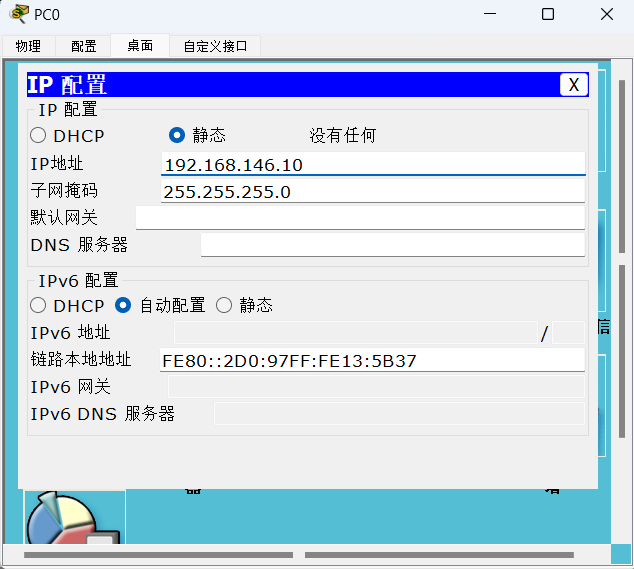 PC0
物理 配置 桌面 自定义接口
IP 配置 X
IP 配置
DHCP 静态 没有任何
IP地址 192.168.146.10
子网掩码 255.255.255.0
默认网关
DNS 服务器
IPv6 配置
DHCP 自动配置 静态
IPv6 地址 /
链路本地地址 FE80::2D0:97FF:FE13:5B37
IPv6 网关
IPv6 DNS 服务器
信